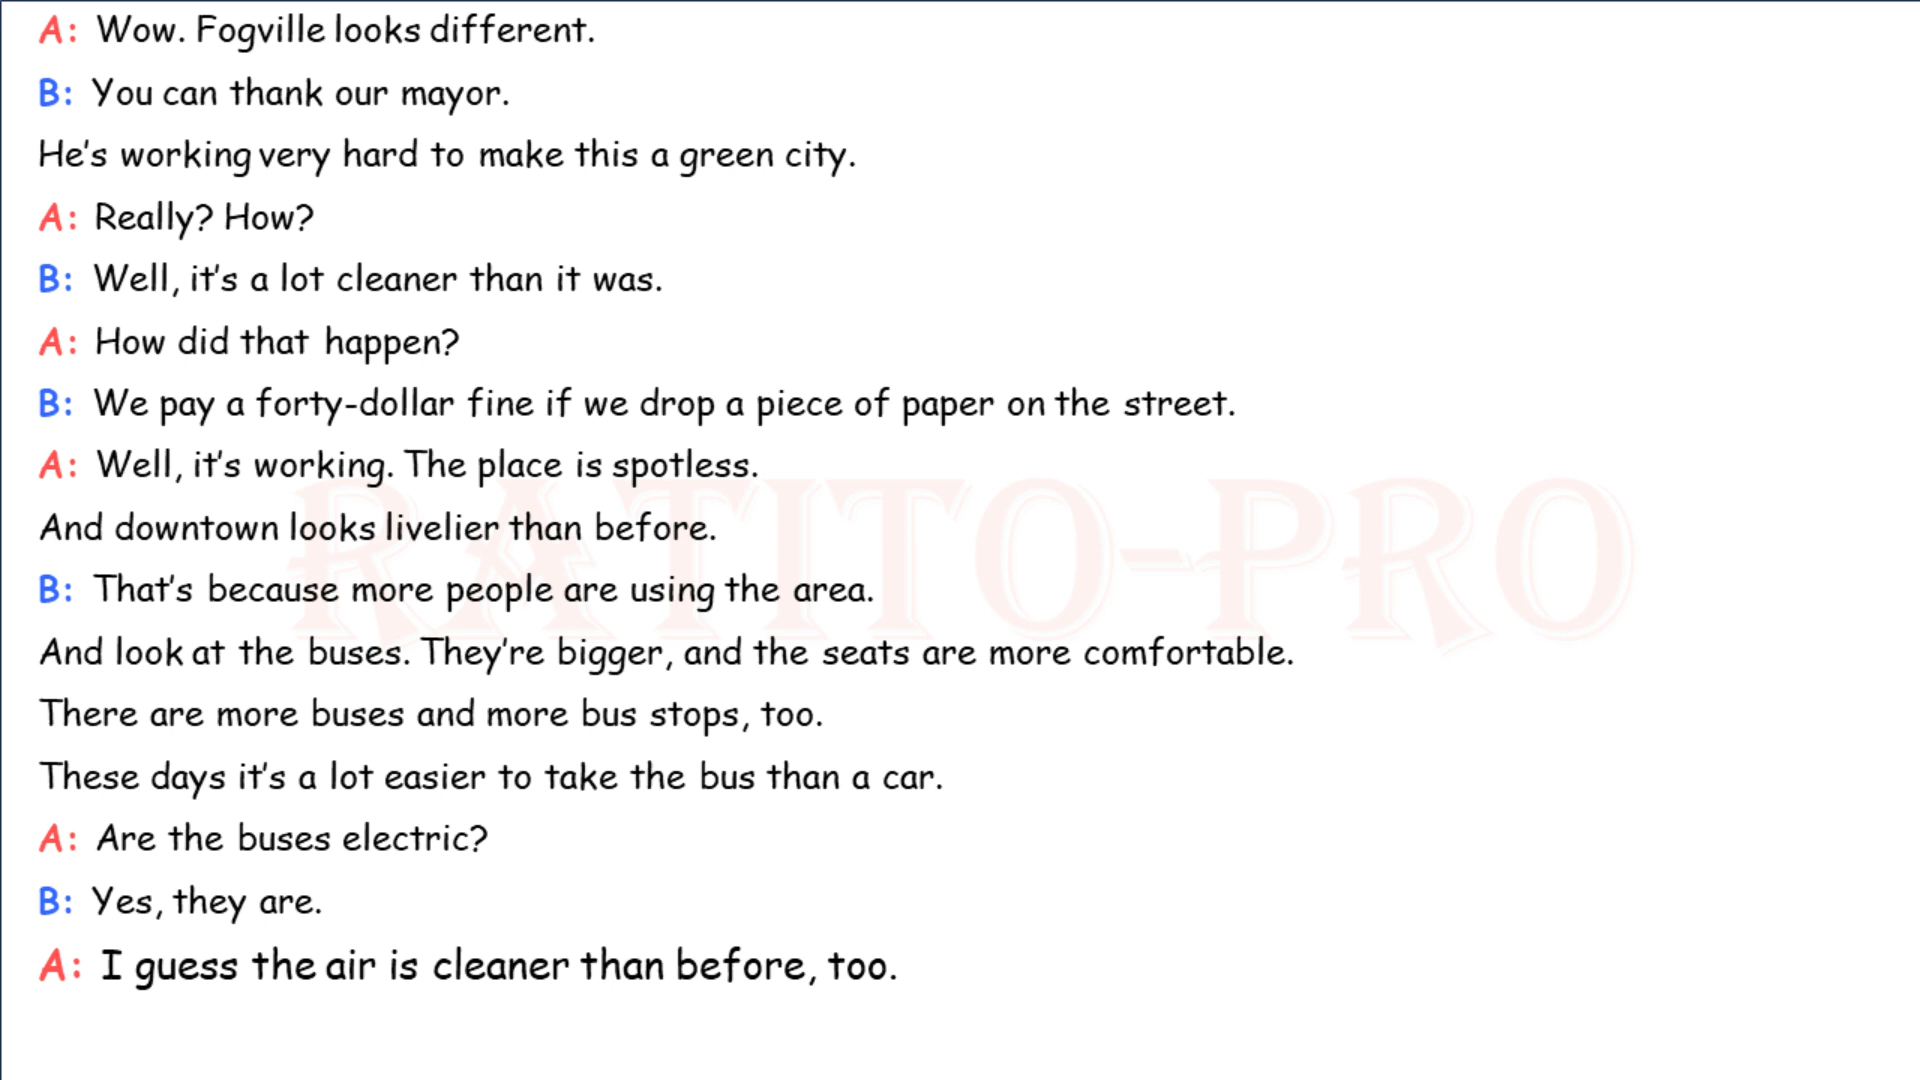 A: Wow. Fogville looks different.
B: You can thank our mayor.
He's working very hard to make this a green city.
A: Really? How?
B: Well, it's a lot cleaner than it was.
A: How did that happen?
B: We pay a forty-dollar fine if we drop a piece of paper on the street.
A: Well, it's working. The place is spotless.
And downtown looks livelier than before.
B: That's because more people are using the area.
And look at the buses. They're bigger, and the seats are more comfortable.
There are more buses and more bus stops, too.
These days it's a lot easier to take the bus than a car.
A: Are the buses electric?
B: Yes, they are.
A: I guess the air is cleaner than before, too.
RATITO-PRO